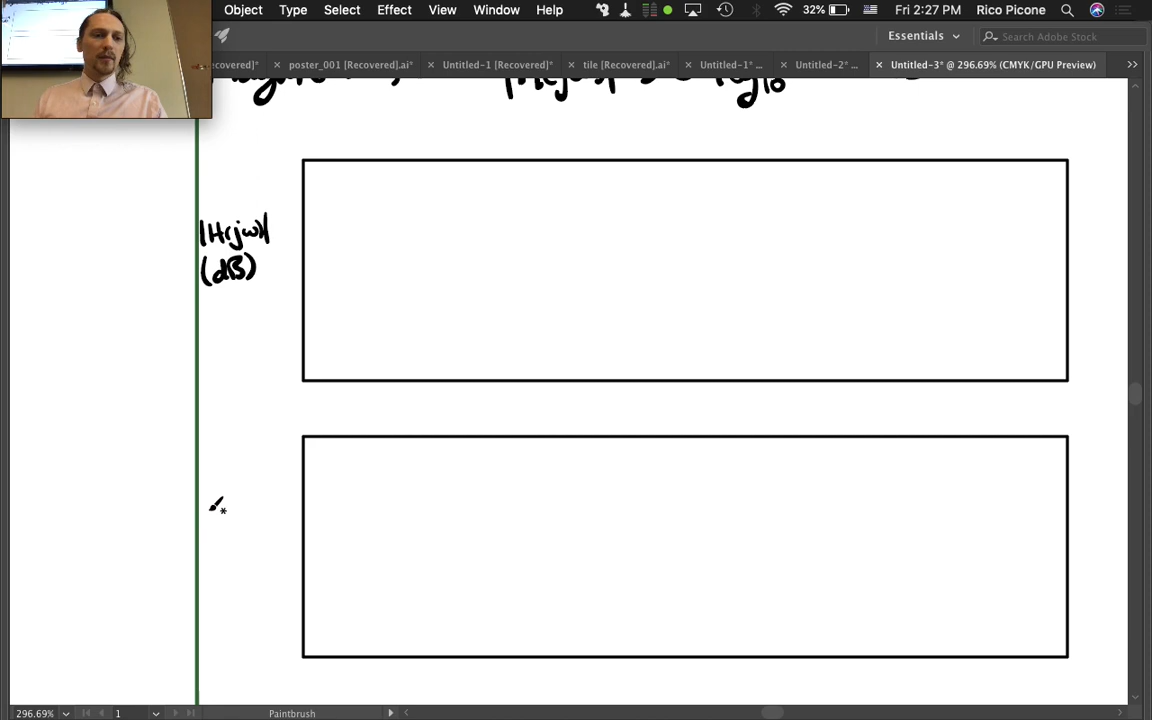 Object Type Select Effect View Window Help 32% Fri 2:27 PM Rico Picone
Essentials Search Adobe Stock
ecovered]* × poster_001 [Recovered].ai* × Untitled-1 [Recovered]* × tile [Recovered].ai* × Untitled-1* ... × Untitled-2* ... × Untitled-3* @ 296.69% (CMYK/GPU Preview) >>
|H(jω)|
(dB)
296.69% 1 Paintbrush